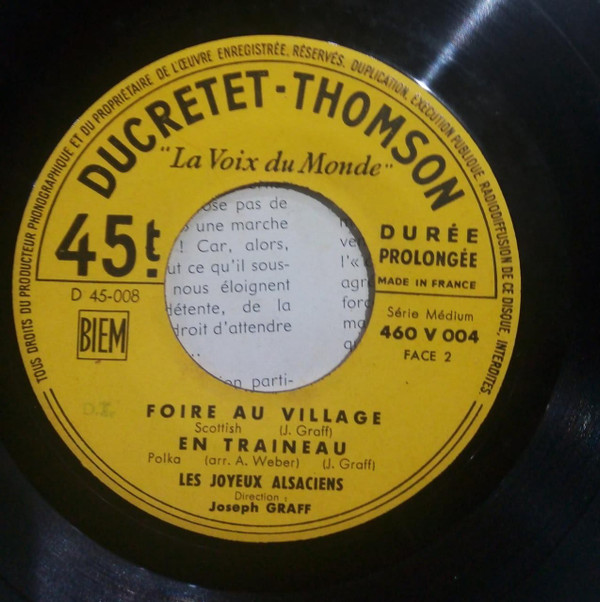 TOUS DROITS DU PRODUCTEUR PHONOGRAPHIQUE ET DU PROPRIÉTAIRE DE L'ŒUVRE ENREGISTRÉE, RÉSERVÉS. DUPLICATION, EXÉCUTION PUBLIQUE, RADIODIFFUSION DE CE DISQUE, INTERDITES.
DUCRETET-THOMSON
"La Voix du Monde"
45t.
DURÉE
PROLONGÉE
MADE IN FRANCE
D 45-008
BIEM
Série Médium
460 V 004
FACE 2
ose pas de
une marche
! Car, alors,
ut ce qu'il sous-
nous éloignent
détente, de la
droit d'attendre
on parti-
l'«
agr
forc
D.I.
FOIRE AU VILLAGE
Scottish (J. Graff)
EN TRAINEAU
Polka (arr. A. Weber) (J. Graff)
LES JOYEUX ALSACIENS
Direction :
Joseph GRAFF